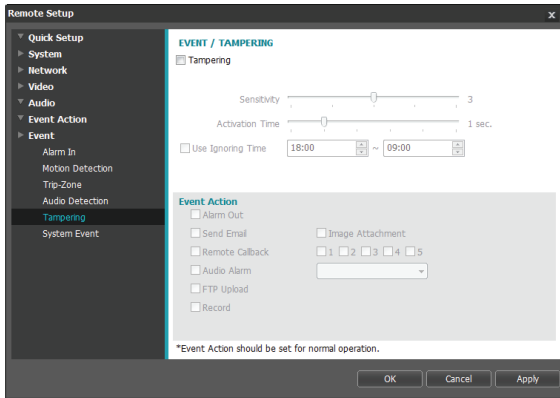 Remote Setup
x
Quick Setup
System
Network
Video
Audio
Event Action
Event
Alarm In
Motion Detection
Trip-Zone
Audio Detection
Tampering
System Event
EVENT / TAMPERING
Tampering
Sensitivity 3
Activation Time 1 sec.
Use Ignoring Time 18:00 ~ 09:00
Event Action
Alarm Out
Send Email Image Attachment
Remote Callback 1 2 3 4 5
Audio Alarm
FTP Upload
Record
*Event Action should be set for normal operation.
OK Cancel Apply